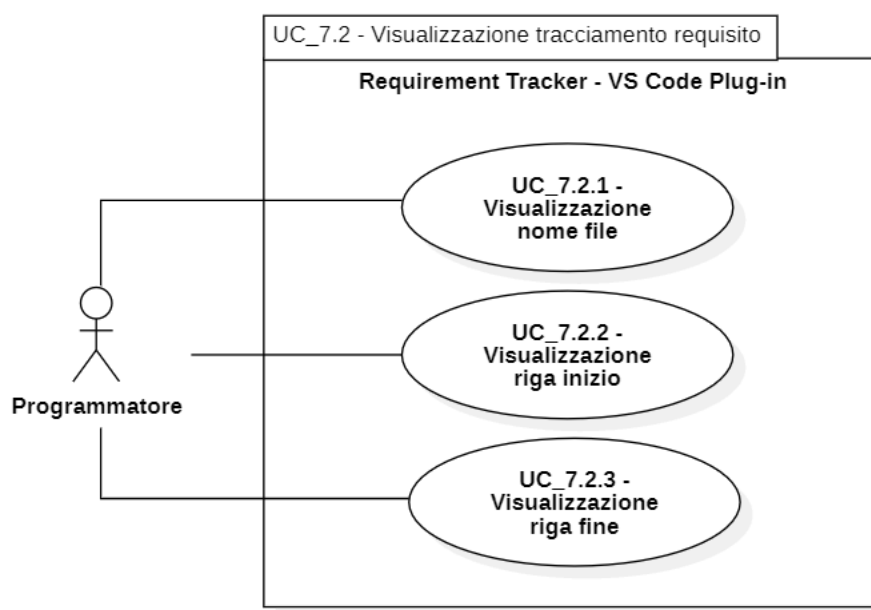 UC_7.2 - Visualizzazione tracciamento requisito
Requirement Tracker - VS Code Plug-in
UC_7.2.1 -
Visualizzazione
nome file
UC_7.2.2 -
Visualizzazione
riga inizio
Programmatore
UC_7.2.3 -
Visualizzazione
riga fine